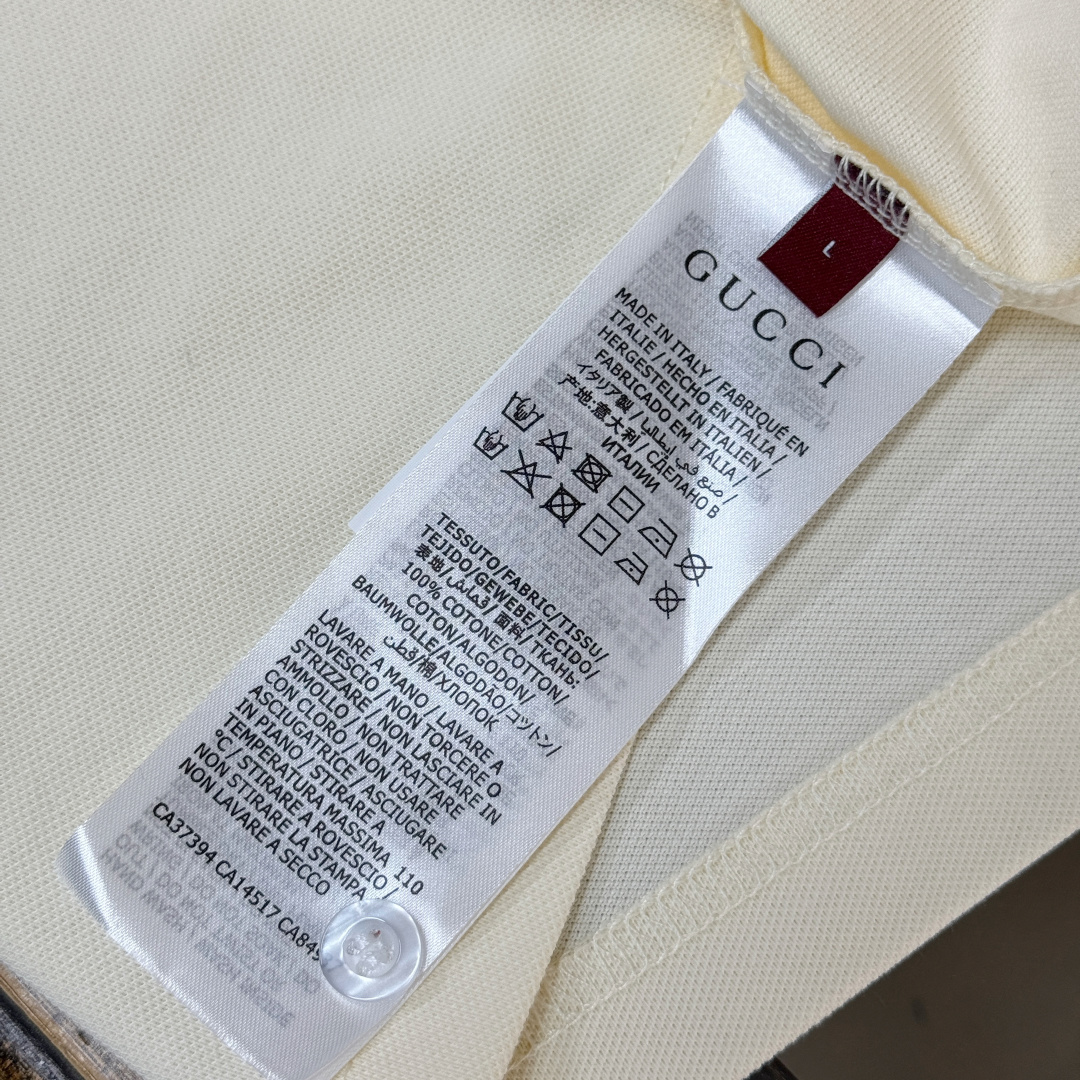 L
GUCCI
MADE IN ITALY / FABRIQUÉ EN
ITALIE / HECHO EN ITALIA /
HERGESTELLT IN ITALIEN /
FABRICADO EM ITÁLIA /
イタリア製 / صنع في إيطاليا /
产地:意大利 / СДЕЛАНО В
ИТАЛИИ
TESSUTO/FABRIC/TISSU/
TEJIDO/GEWEBE/TECIDO/
表地/قماش/面料/ТКАНЬ:
100% COTONE/COTTON/
COTON/ALGODON/
BAUMWOLLE/ALGODÃO/コットン/
قطن/棉/ХЛОПОК
LAVARE A MANO / LAVARE A
ROVESCIO / NON TORCERE O
STRIZZARE / NON LASCIARE IN
AMMOLLO / NON TRATTARE
CON CLORO / NON USARE
ASCIUGATRICE / ASCIUGARE
IN PIANO / STIRARE A
TEMPERATURA MASSIMA 110
°C / NON STIRARE A ROVESCIO /
NON STIRARE LA STAMPA /
NON LAVARE A SECCO
CA37394 CA14517